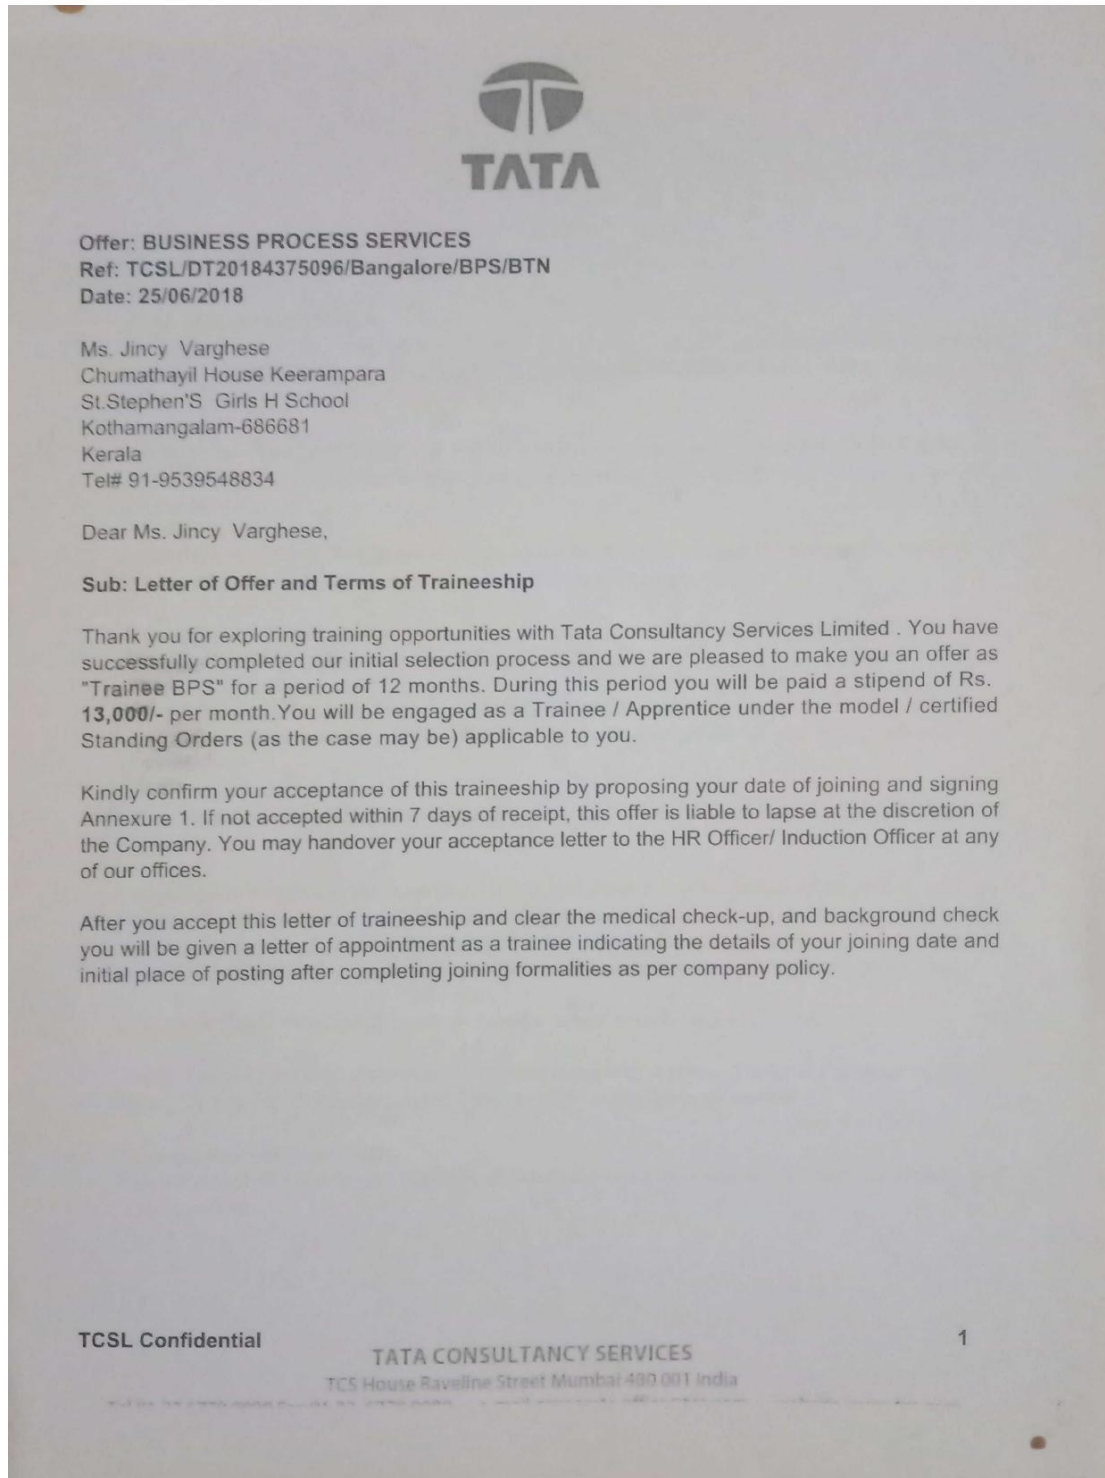 TATA
Offer: BUSINESS PROCESS SERVICES
Ref: TCSL/DT20184375096/Bangalore/BPS/BTN
Date: 25/06/2018
Ms. Jincy Varghese
Chumathayil House Keerampara
St.Stephen'S Girls H School
Kothamangalam-686681
Kerala
Tel# 91-9539548834
Dear Ms. Jincy Varghese,
Sub: Letter of Offer and Terms of Traineeship
Thank you for exploring training opportunities with Tata Consultancy Services Limited . You have
successfully completed our initial selection process and we are pleased to make you an offer as
"Trainee BPS" for a period of 12 months. During this period you will be paid a stipend of Rs.
13,000/- per month.You will be engaged as a Trainee / Apprentice under the model / certified
Standing Orders (as the case may be) applicable to you.
Kindly confirm your acceptance of this traineeship by proposing your date of joining and signing
Annexure 1. If not accepted within 7 days of receipt, this offer is liable to lapse at the discretion of
the Company. You may handover your acceptance letter to the HR Officer/ Induction Officer at any
of our offices.
After you accept this letter of traineeship and clear the medical check-up, and background check
you will be given a letter of appointment as a trainee indicating the details of your joining date and
initial place of posting after completing joining formalities as per company policy.
TCSL Confidential
1
TATA CONSULTANCY SERVICES
TCS House Raveline Street Mumbai 400 001 India